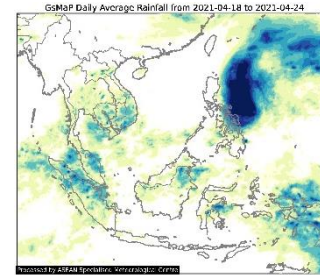 GsMaP Daily Average Rainfall from 2021-04-18 to 2021-04-24
Processed by ASEAN Specialised Meteorological Centre